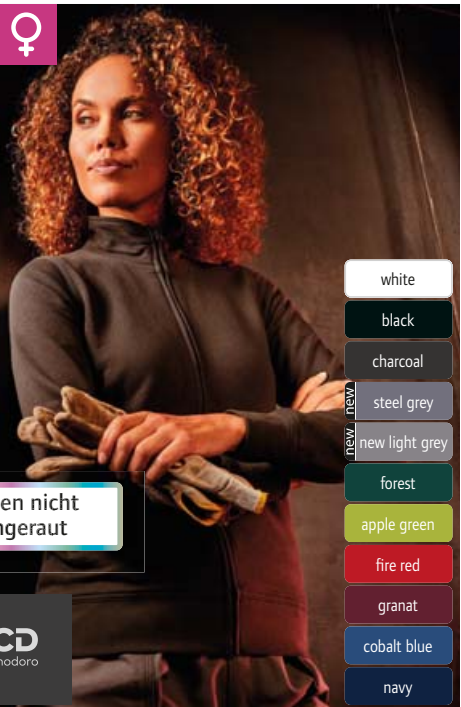 white
black
charcoal
new steel grey
new new light grey
forest
apple green
fire red
granat
cobalt blue
navy
en nicht
ngeraut
CD
nodoro